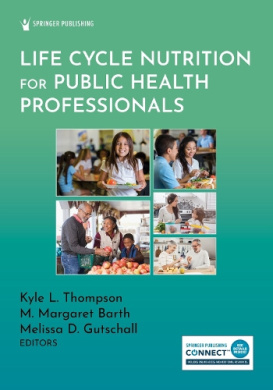 SPRINGER PUBLISHING
LIFE CYCLE NUTRITION
FOR PUBLIC HEALTH
PROFESSIONALS
Kyle L. Thompson
M. Margaret Barth
Melissa D. Gutschall
EDITORS
SPRINGER PUBLISHING
CONNECT